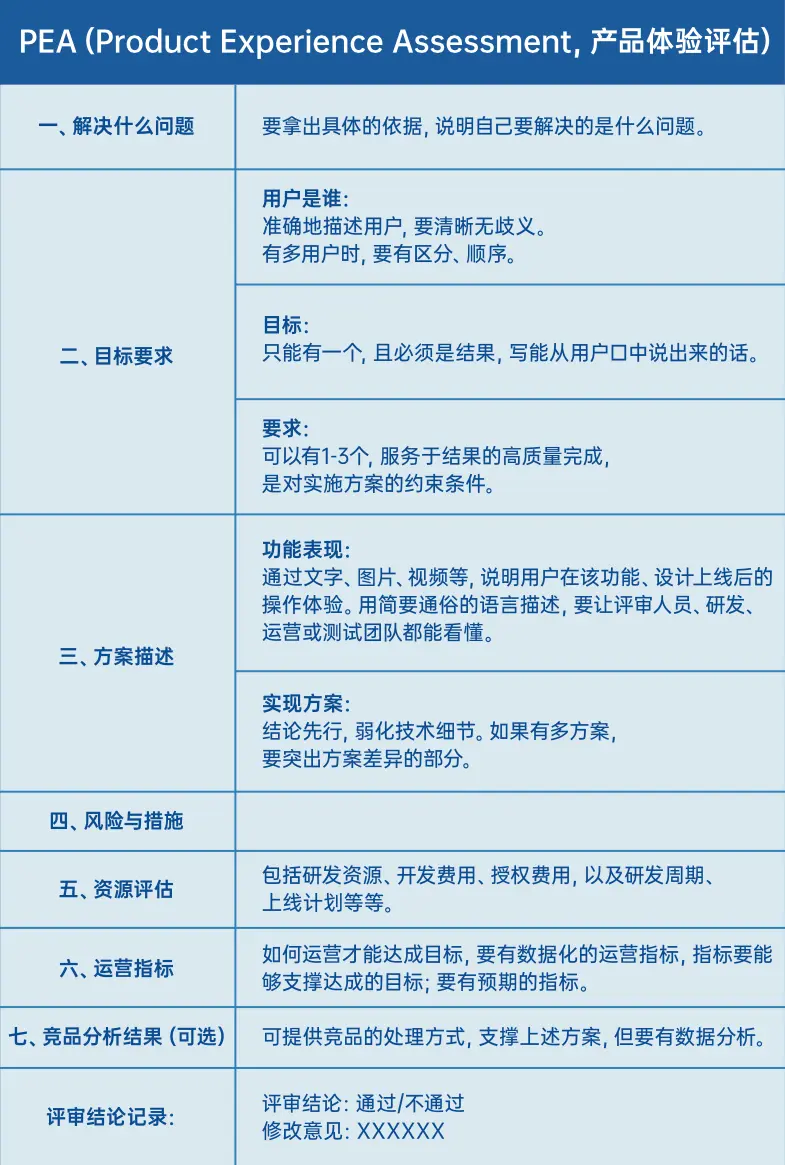 PEA（Product Experience Assessment, 产品体验评估）
一、解决什么问题
要拿出具体的依据, 说明自己要解决的是什么问题。
二、目标要求
用户是谁:
准确地描述用户, 要清晰无歧义。
有多用户时, 要有区分、顺序。
目标:
只能有一个, 且必须是结果, 写能从用户口中说出来的话。
要求:
可以有1-3个, 服务于结果的高质量完成,
是对实施方案的约束条件。
三、方案描述
功能表现:
通过文字、图片、视频等, 说明用户在该功能、设计上线后的
操作体验。用简要通俗的语言描述, 要让评审人员、研发、
运营或测试团队都能看懂。
实现方案:
结论先行, 弱化技术细节。如果有多方案,
要突出方案差异的部分。
四、风险与措施
五、资源评估
包括研发资源、开发费用、授权费用, 以及研发周期、
上线计划等等。
六、运营指标
如何运营才能达成目标, 要有数据化的运营指标, 指标要能
够支撑达成的目标; 要有预期的指标。
七、竞品分析结果（可选）
可提供竞品的处理方式, 支撑上述方案, 但要有数据分析。
评审结论记录:
评审结论: 通过/不通过
修改意见: XXXXXX